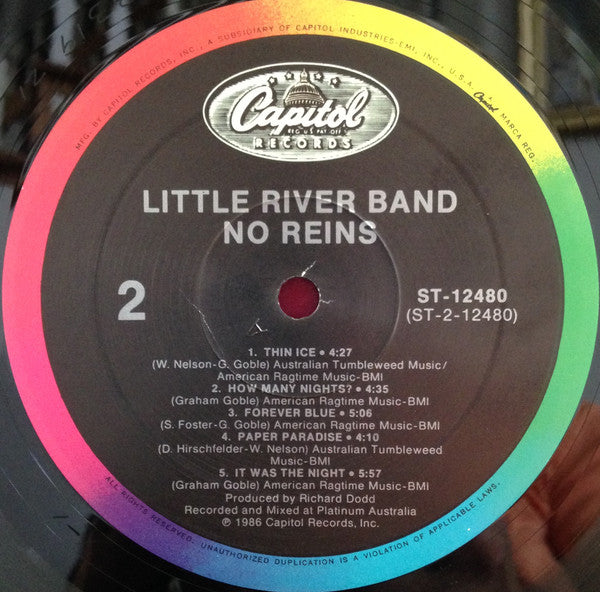 MFG. BY CAPITOL RECORDS, INC., A SUBSIDIARY OF CAPITOL INDUSTRIES-EMI, INC., U.S.A. Capitol MARCA REG.
Capitol
REG. U.S. PAT. OFF.
RECORDS
LITTLE RIVER BAND
NO REINS
2
ST-12480
(ST-2-12480)
1. THIN ICE • 4:27
(W. Nelson-G. Goble) Australian Tumbleweed Music/
American Ragtime Music-BMI
2. HOW MANY NIGHTS? • 4:35
(Graham Goble) American Ragtime Music-BMI
3. FOREVER BLUE • 5:06
(S. Foster-G. Goble) American Ragtime Music-BMI
4. PAPER PARADISE • 4:10
(D. Hirschfelder-W. Nelson) Australian Tumbleweed
Music-BMI
5. IT WAS THE NIGHT • 5:57
(Graham Goble) American Ragtime Music-BMI
Produced by Richard Dodd
Recorded and Mixed at Platinum Australia
℗ 1986 Capitol Records, Inc.
ALL RIGHTS RESERVED. UNAUTHORIZED DUPLICATION IS A VIOLATION OF APPLICABLE LAWS.